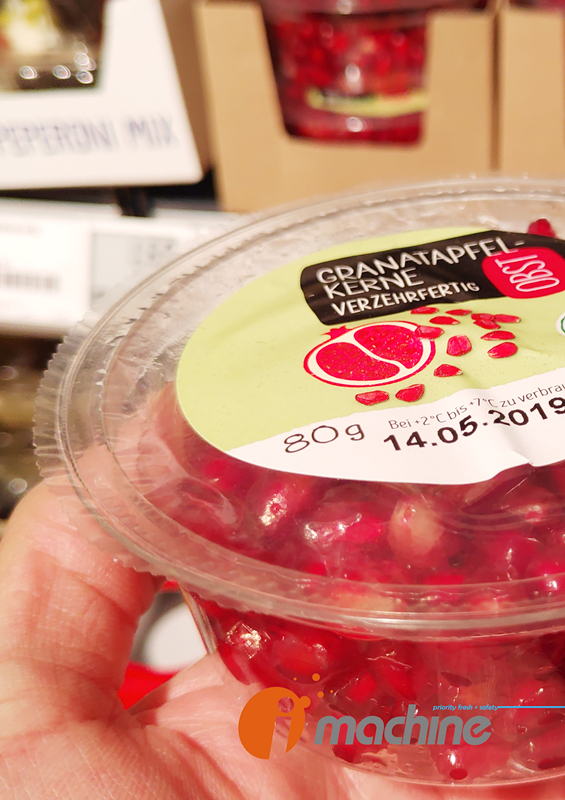 PEPERONI MIX
GRANATAPFEL-
KERNE
VERZEHRFERTIG
OBST
80g
Bei +2°C bis +7°C zu verbrau
14.05.2019
priority fresh + safety
machine